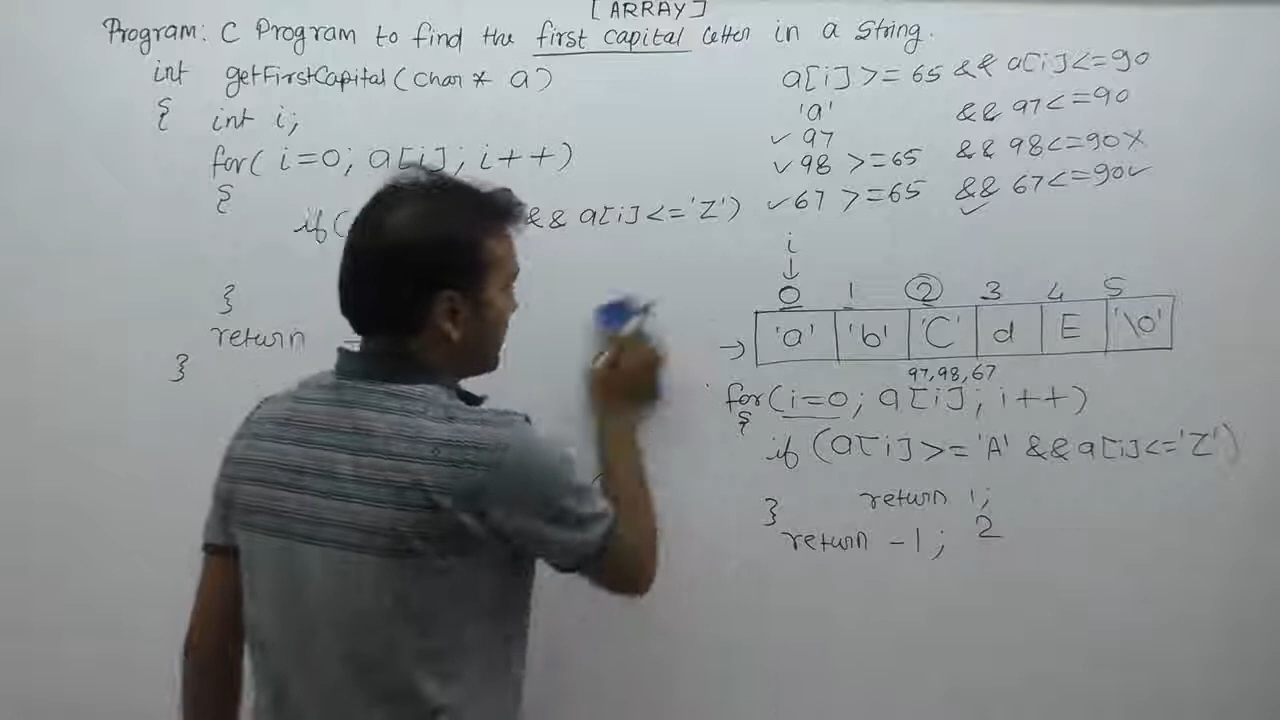 [ARRAY]
Program: C Program to find the first capital letter in a String.
int getFirstCapital(char* a)
{ int i;
for( i=0; a[i]; i++)
{
if( && a[i]<='Z')
}
return
}
a[i]>=65 && a[i]<=90
'a' && 97<=90
✓ 97
✓ 98 >=65 && 98<=90 X
✓ 67 >=65 && 67<=90 ✓
✓
i
↓
0 1 2 3 4 5
→ 'a' 'b' 'C' d E '\0'
97,98,67
for(i=0; a[i]; i++)
{
if (a[i]>='A' && a[i]<='Z')
return i;
}
return -1; 2